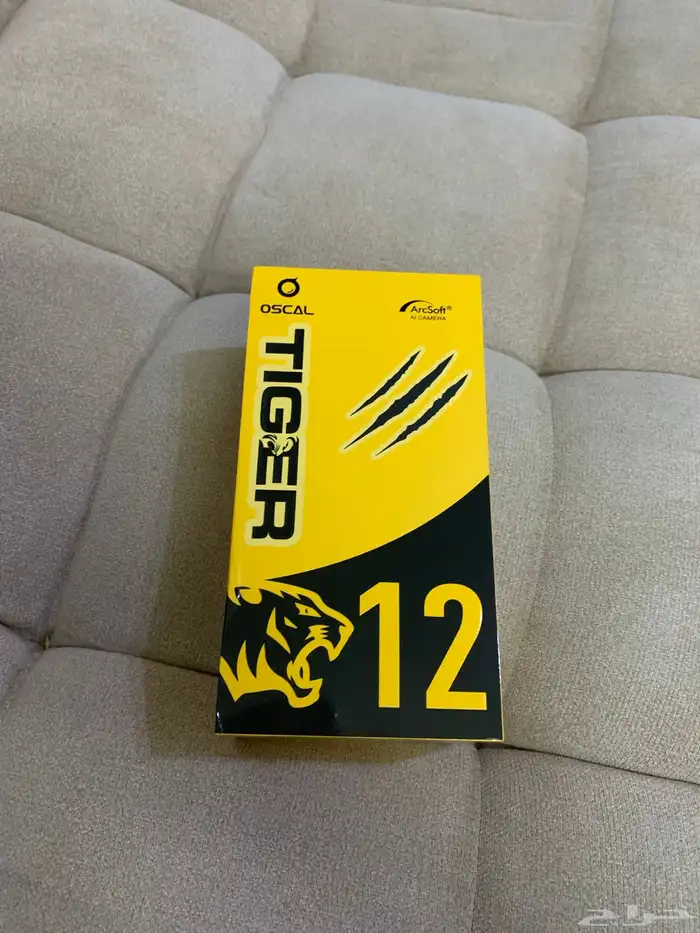 OSCAL
ArcSoft®
AI CAMERA
TIGER
12
حراج